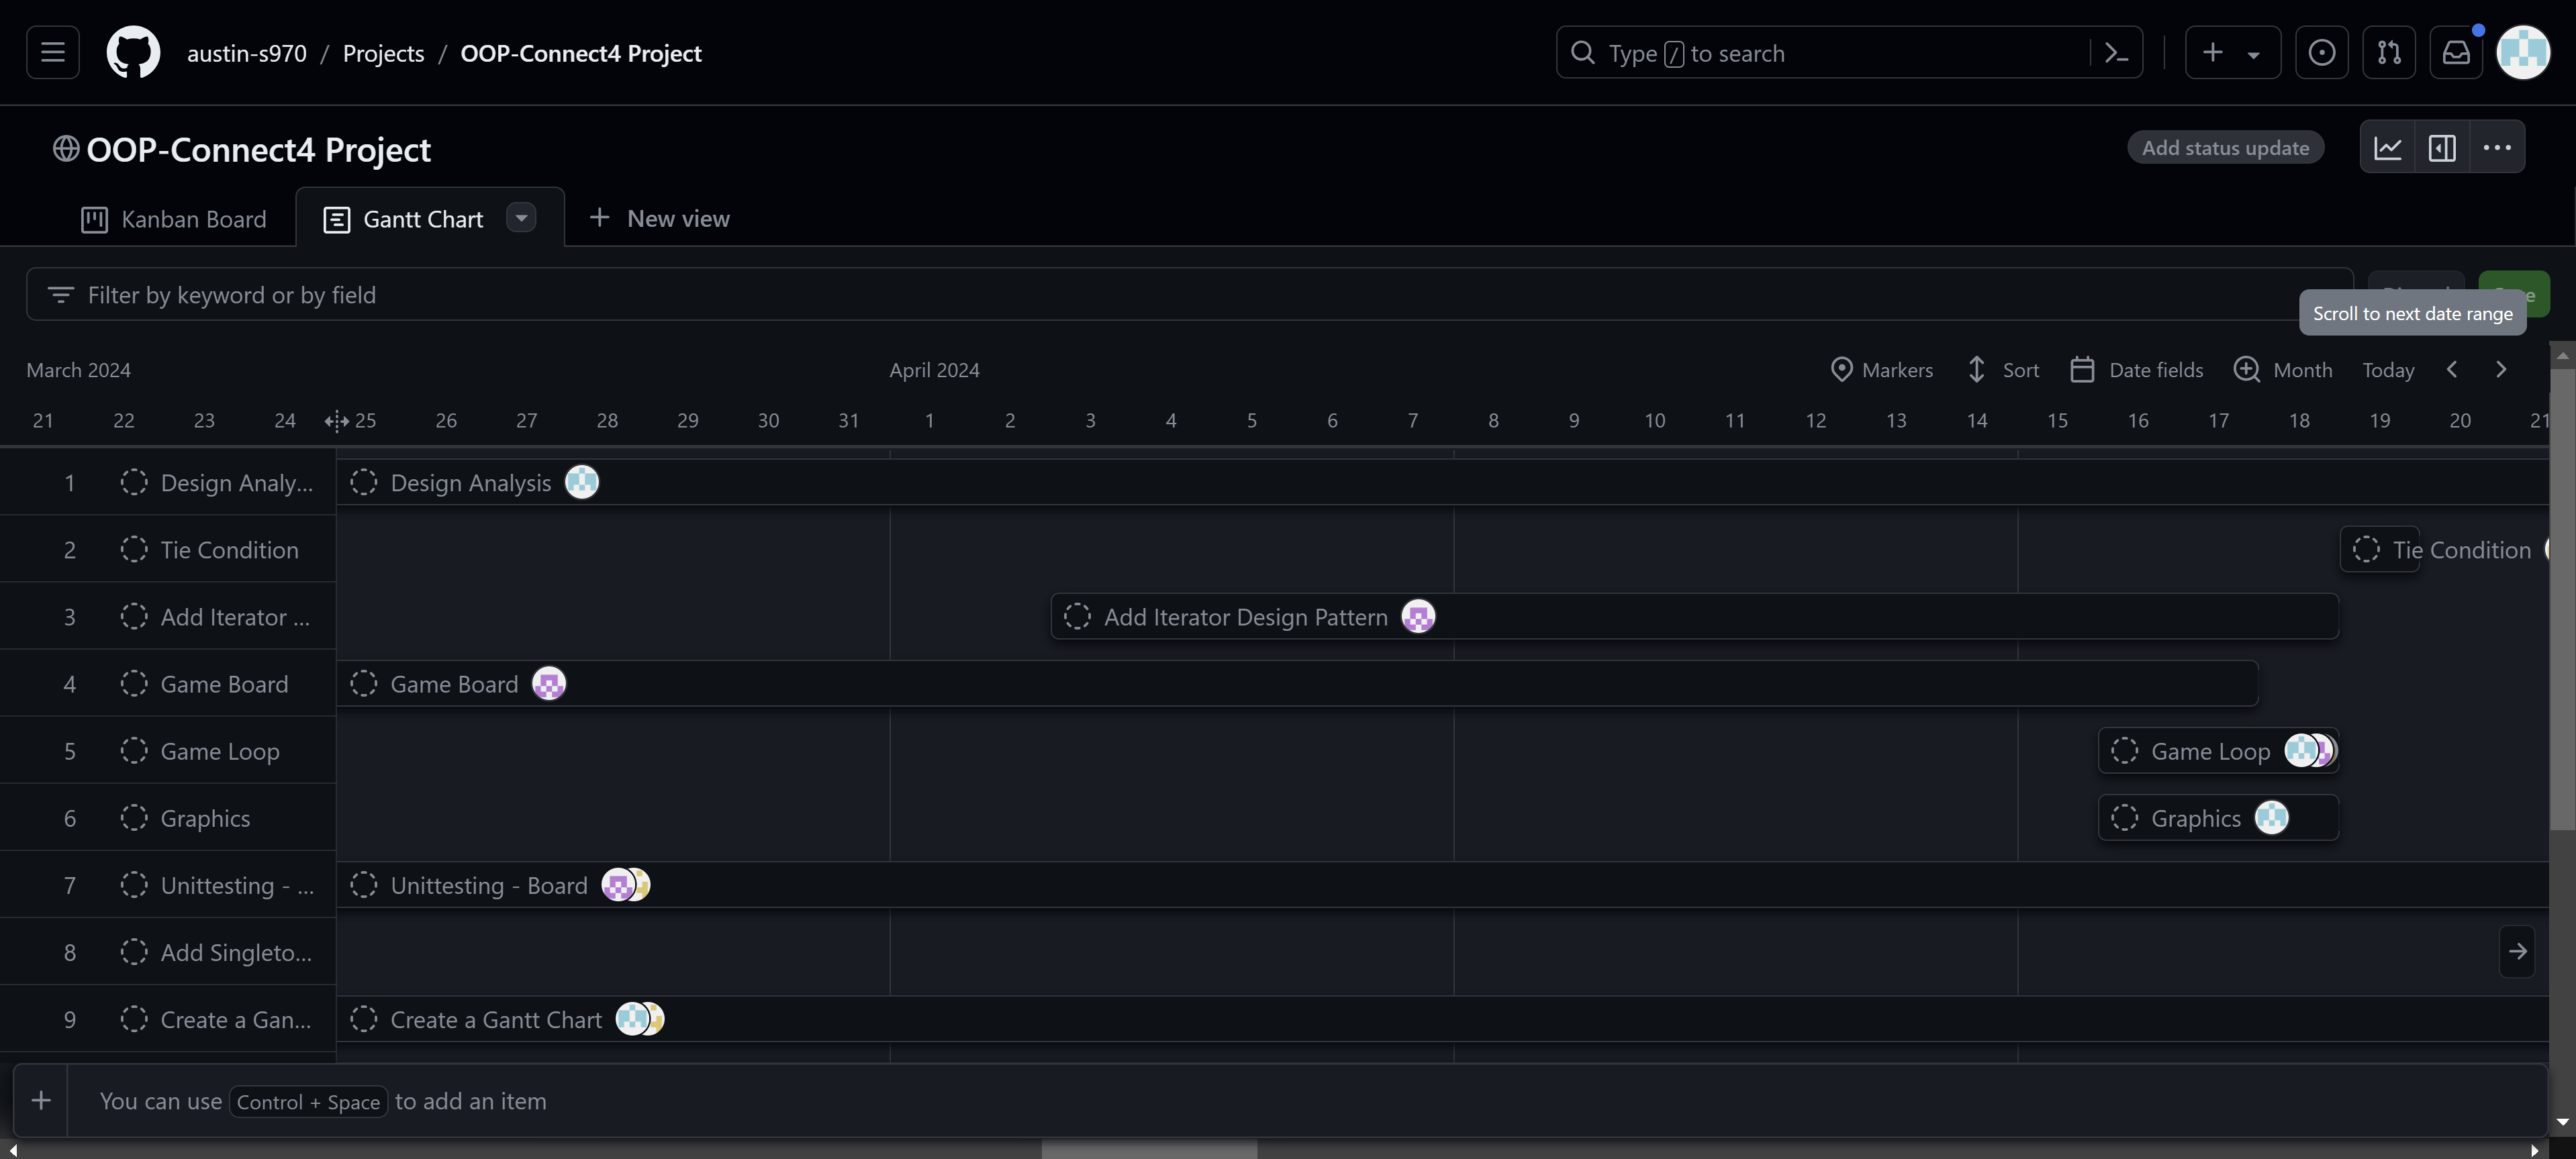 austin-s970 / Projects / OOP-Connect4 Project
Type / to search
OOP-Connect4 Project
Add status update
Kanban Board
Gantt Chart
New view
Filter by keyword or by field
Scroll to next date range
March 2024
April 2024
Markers
Sort
Date fields
Month
Today
21 22 23 24 25 26 27 28 29 30 31 1 2 3 4 5 6 7 8 9 10 11 12 13 14 15 16 17 18 19 20 21
1 Design Analy... Design Analysis
2 Tie Condition Tie Condition
3 Add Iterator ... Add Iterator Design Pattern
4 Game Board Game Board
5 Game Loop Game Loop
6 Graphics Graphics
7 Unittesting - ... Unittesting - Board
8 Add Singleto...
9 Create a Gan... Create a Gantt Chart
You can use Control + Space to add an item